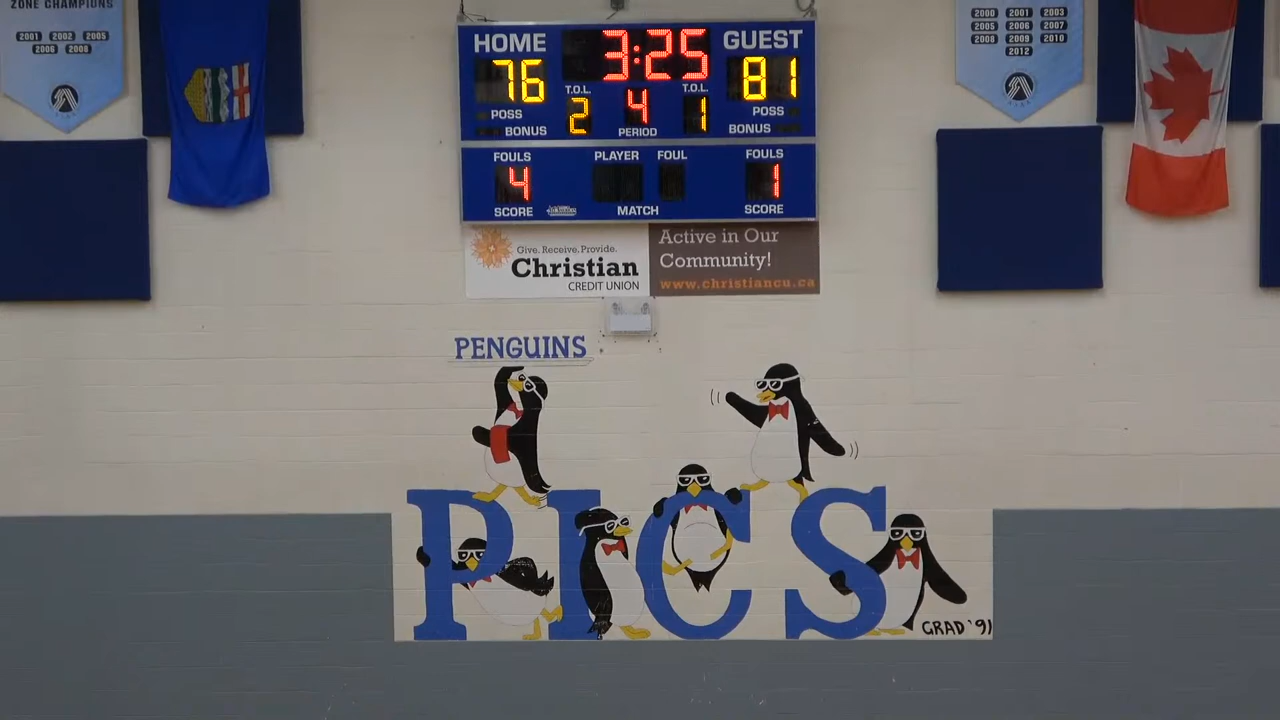 ZONE CHAMPIONS
2001 2002 2005
2006 2008
2000 2001 2003
2005 2006 2007
2008 2009 2010
2012
HOME 3:25 GUEST
76 81
T.O.L. T.O.L.
2 4 1
POSS PERIOD POSS
BONUS BONUS
FOULS PLAYER FOUL FOULS
4 1
SCORE MATCH SCORE
Give. Receive. Provide.
Christian
CREDIT UNION
Active in Our
Community!
www.christiancu.ca
PENGUINS
PICS
GRAD '91